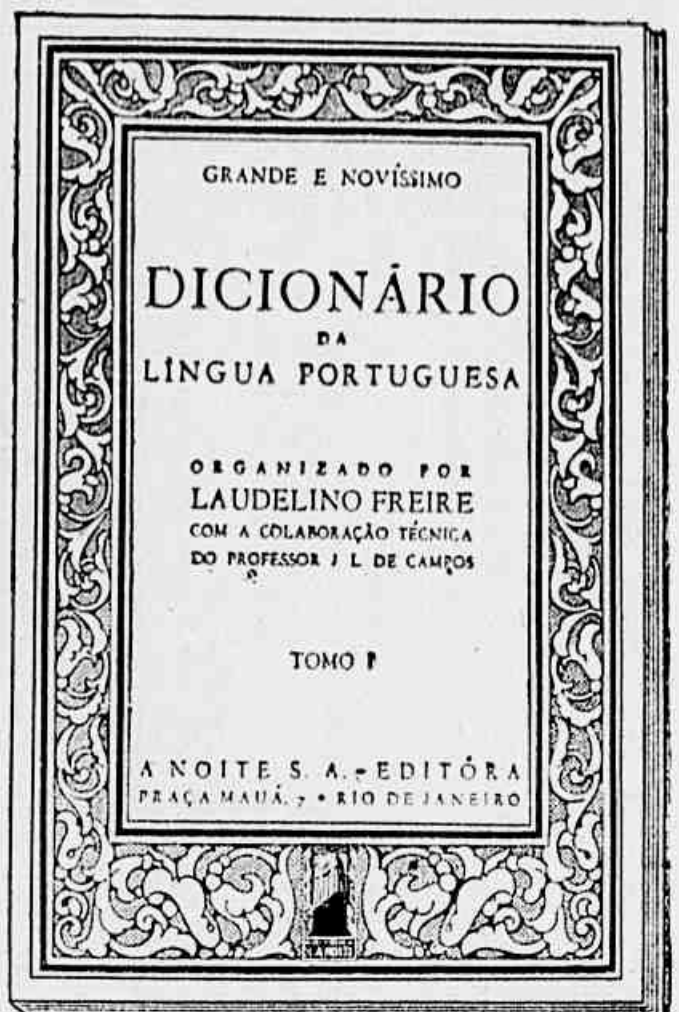 GRANDE E NOVÍSSIMO
DICIONÁRIO
DA
LÍNGUA PORTUGUESA
ORGANIZADO POR
LAUDELINO FREIRE
COM A COLABORAÇÃO TÉCNICA
DO PROFESSOR J L DE CAMPOS
TOMO
A NOITE S. A. - EDITÔRA
PRAÇA MAUÁ, 7 • RIO DE JANEIRO